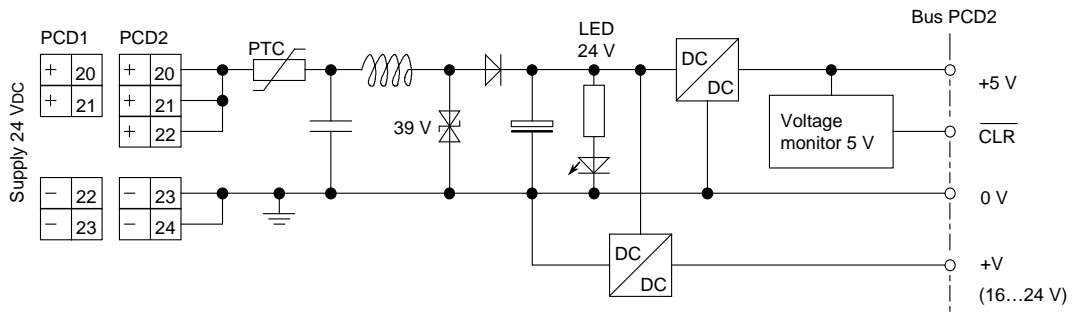 Bus PCD2
PCD1 PCD2
PTC
LED
24 V
+ 20
+ 21
+ 20
+ 21
+ 22
39 V
DC
DC
Voltage
monitor 5 V
+5 V
CLR
Supply 24 VDC
− 22
− 23
− 23
− 24
0 V
DC
DC
+V
(16...24 V)